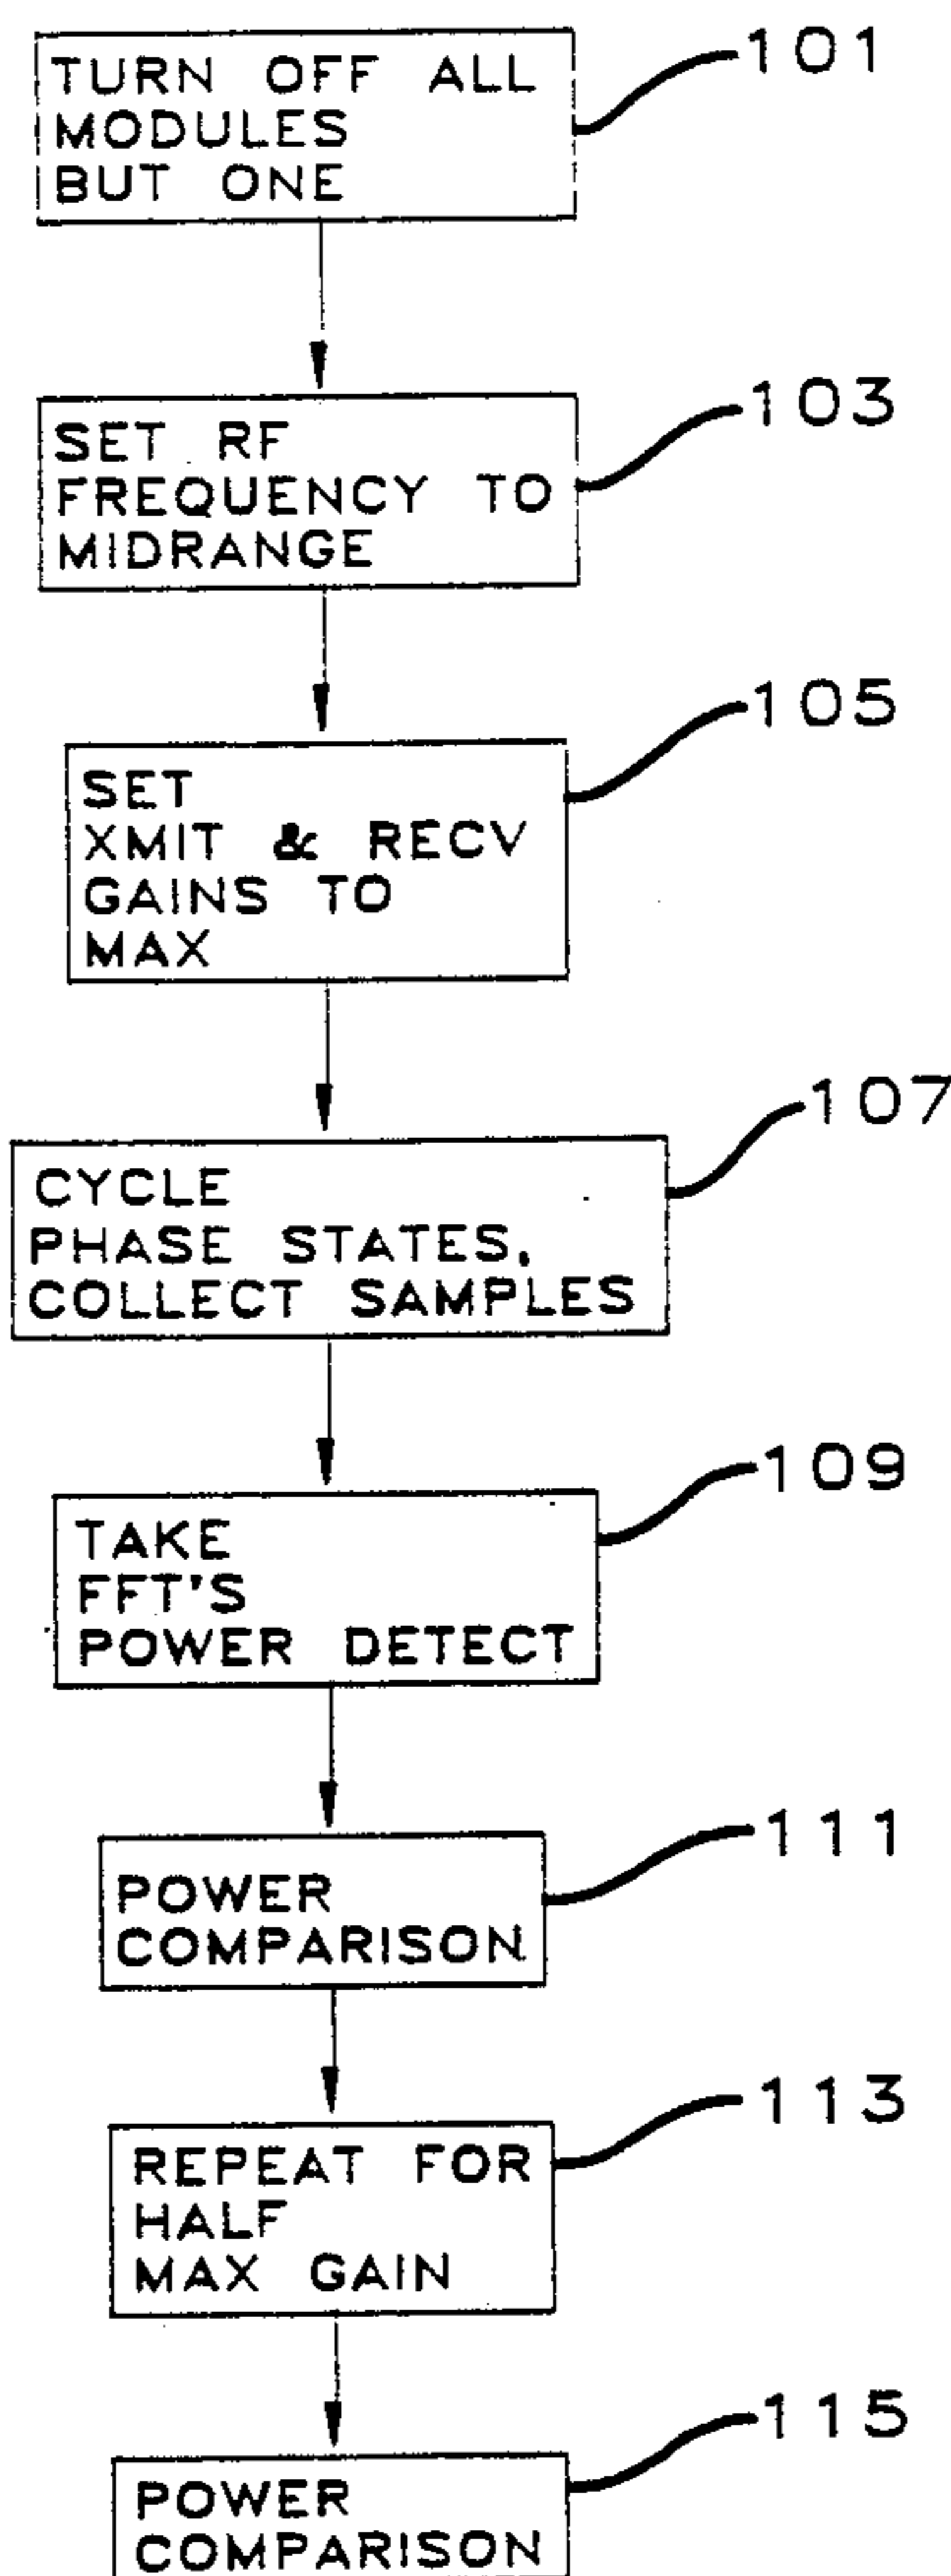 101
TURN OFF ALL
MODULES
BUT ONE
103
SET RF
FREQUENCY TO
MIDRANGE
105
SET
XMIT & RECV
GAINS TO
MAX
107
CYCLE
PHASE STATES,
COLLECT SAMPLES
109
TAKE
FFT'S
POWER DETECT
111
POWER
COMPARISON
113
REPEAT FOR
HALF
MAX GAIN
115
POWER
COMPARISON